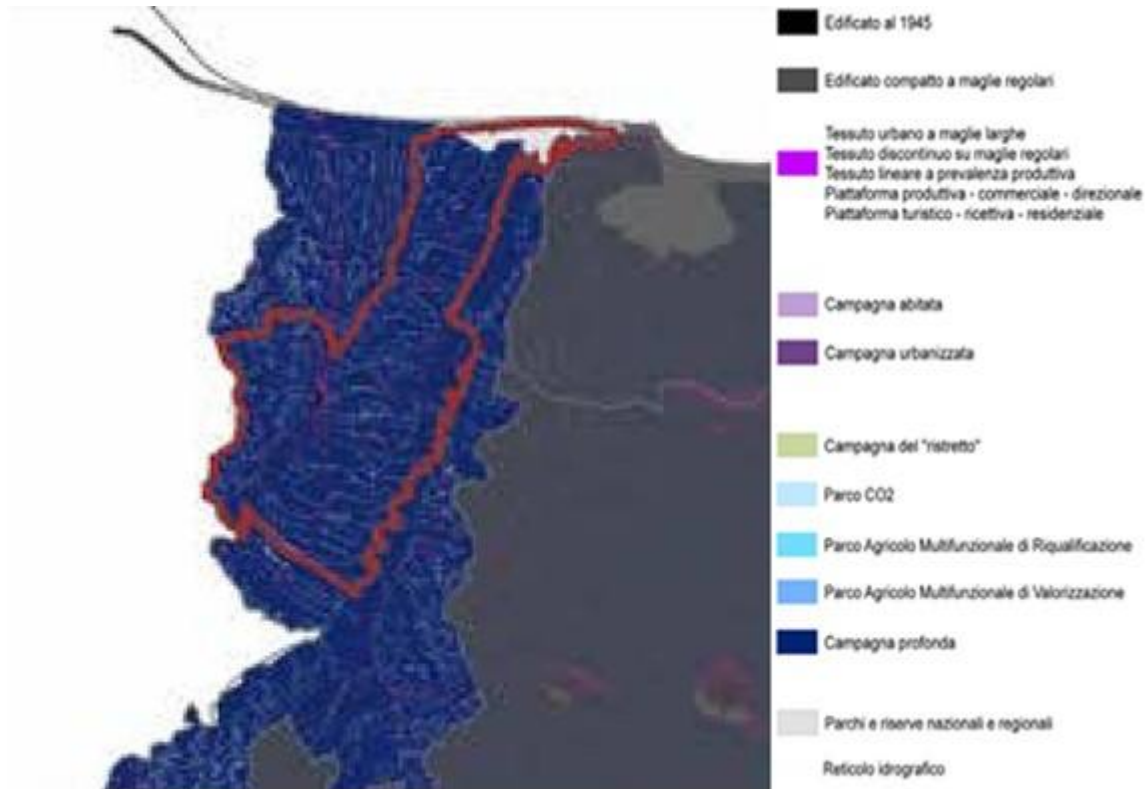 Edificato al 1945
Edificato compatto a maglie regolari
Tessuto urbano a maglie larghe
Tessuto discontinuo su maglie regolari
Tessuto lineare a prevalenza produttiva
Piattaforma produttiva - commerciale - direzionale
Piattaforma turistico - ricettiva - residenziale
Campagna abitata
Campagna urbanizzata
Campagna del "ristretto"
Parco CO2
Parco Agricolo Multifunzionale di Riqualificazione
Parco Agricolo Multifunzionale di Valorizzazione
Campagna profonda
Parchi e riserve nazionali e regionali
Reticolo idrografico